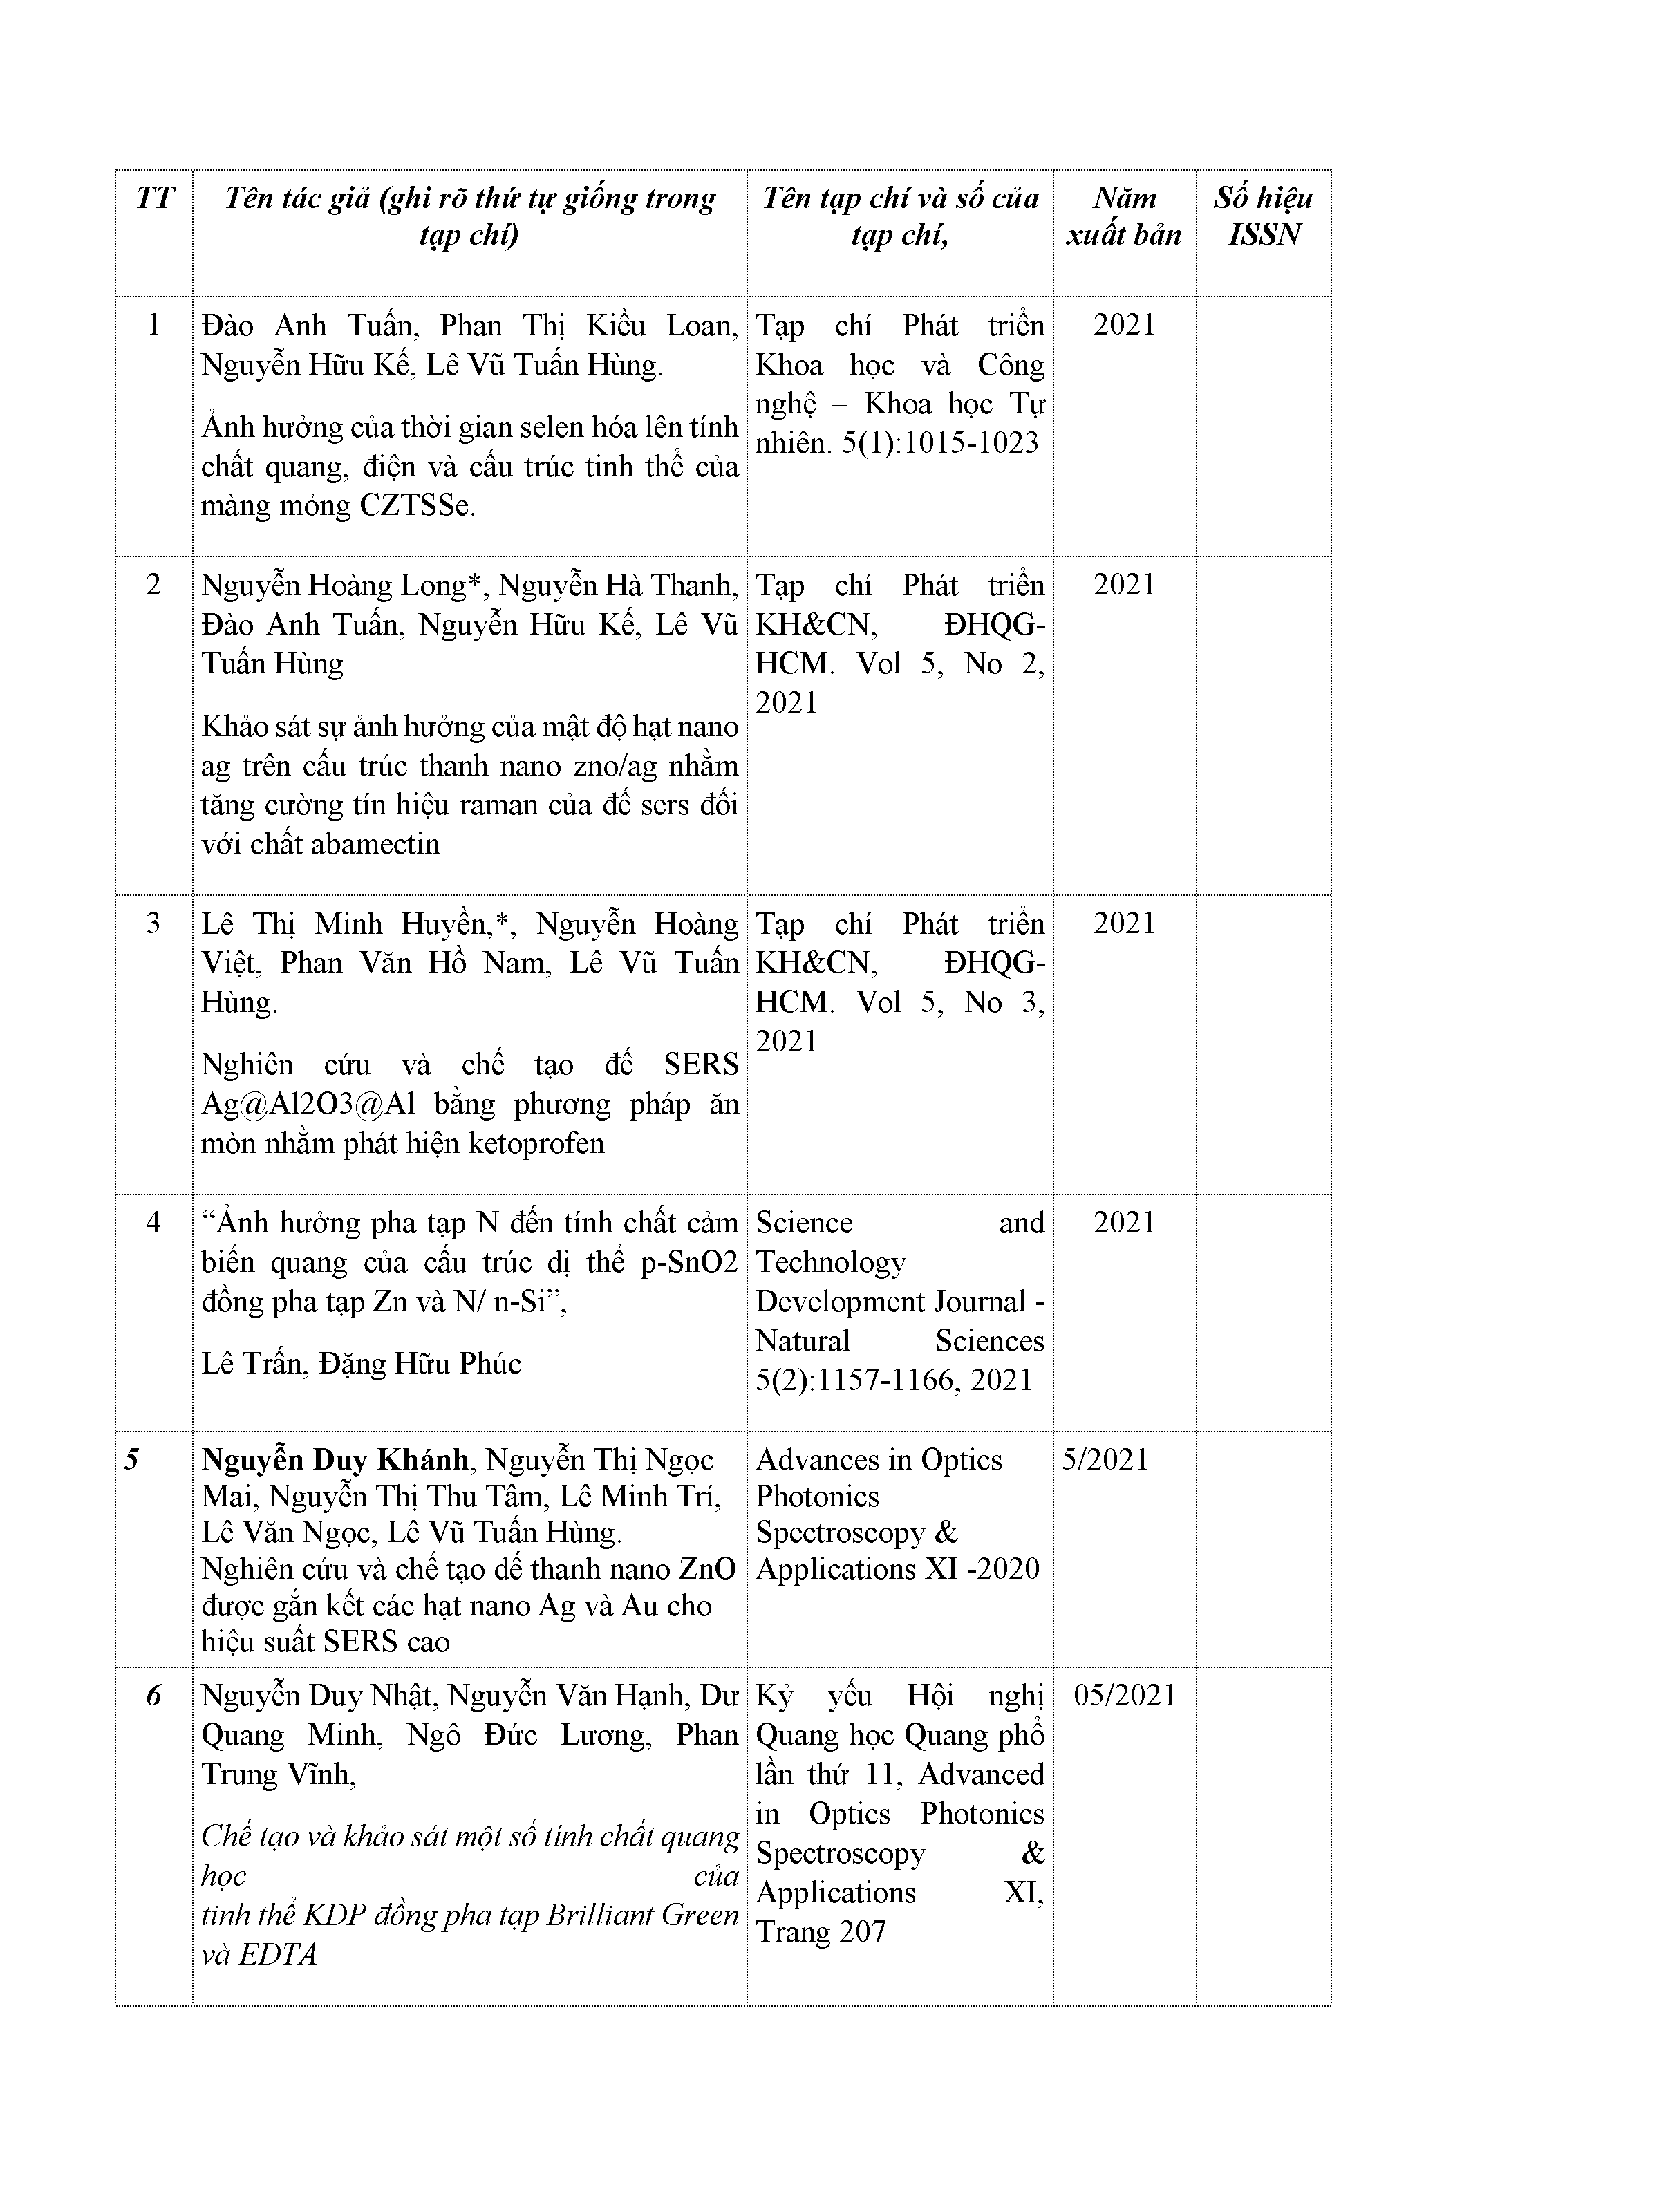 TT
Tên tác giả (ghi rõ thứ tự giống trong
tạp chí)
Tên tạp chí và số của
tạp chí,
Năm
xuất bản
Số hiệu
ISSN
1
Đào Anh Tuấn, Phan Thị Kiều Loan,
Nguyễn Hữu Kế, Lê Vũ Tuấn Hùng.
Ảnh hưởng của thời gian selen hóa lên tính
chất quang, điện và cấu trúc tinh thể của
màng mỏng CZTSSe.
Tạp chí Phát triển
Khoa học và Công
nghệ – Khoa học Tự
nhiên. 5(1):1015-1023
2021
2
Nguyễn Hoàng Long*, Nguyễn Hà Thanh,
Đào Anh Tuấn, Nguyễn Hữu Kế, Lê Vũ
Tuấn Hùng
Khảo sát sự ảnh hưởng của mật độ hạt nano
ag trên cấu trúc thanh nano zno/ag nhằm
tăng cường tín hiệu raman của đế sers đối
với chất abamectin
Tạp chí Phát triển
KH&CN, ĐHQG-
HCM. Vol 5, No 2,
2021
2021
3
Lê Thị Minh Huyền,*, Nguyễn Hoàng
Việt, Phan Văn Hồ Nam, Lê Vũ Tuấn
Hùng.
Nghiên cứu và chế tạo đế SERS
Ag@Al2O3@Al bằng phương pháp ăn
mòn nhằm phát hiện ketoprofen
Tạp chí Phát triển
KH&CN, ĐHQG-
HCM. Vol 5, No 3,
2021
2021
4
“Ảnh hưởng pha tạp N đến tính chất cảm
biến quang của cấu trúc dị thể p-SnO2
đồng pha tạp Zn và N/ n-Si”,
Lê Trấn, Đặng Hữu Phúc
Science and
Technology
Development Journal -
Natural Sciences
5(2):1157-1166, 2021
2021
5
Nguyễn Duy Khánh, Nguyễn Thị Ngọc
Mai, Nguyễn Thị Thu Tâm, Lê Minh Trí,
Lê Văn Ngọc, Lê Vũ Tuấn Hùng.
Nghiên cứu và chế tạo đế thanh nano ZnO
được gắn kết các hạt nano Ag và Au cho
hiệu suất SERS cao
Advances in Optics
Photonics
Spectroscopy &
Applications XI -2020
5/2021
6
Nguyễn Duy Nhật, Nguyễn Văn Hạnh, Dư
Quang Minh, Ngô Đức Lương, Phan
Trung Vĩnh,
Chế tạo và khảo sát một số tính chất quang
học của
tinh thể KDP đồng pha tạp Brilliant Green
và EDTA
Kỷ yếu Hội nghị
Quang học Quang phổ
lần thứ 11, Advanced
in Optics Photonics
Spectroscopy &
Applications XI,
Trang 207
05/2021